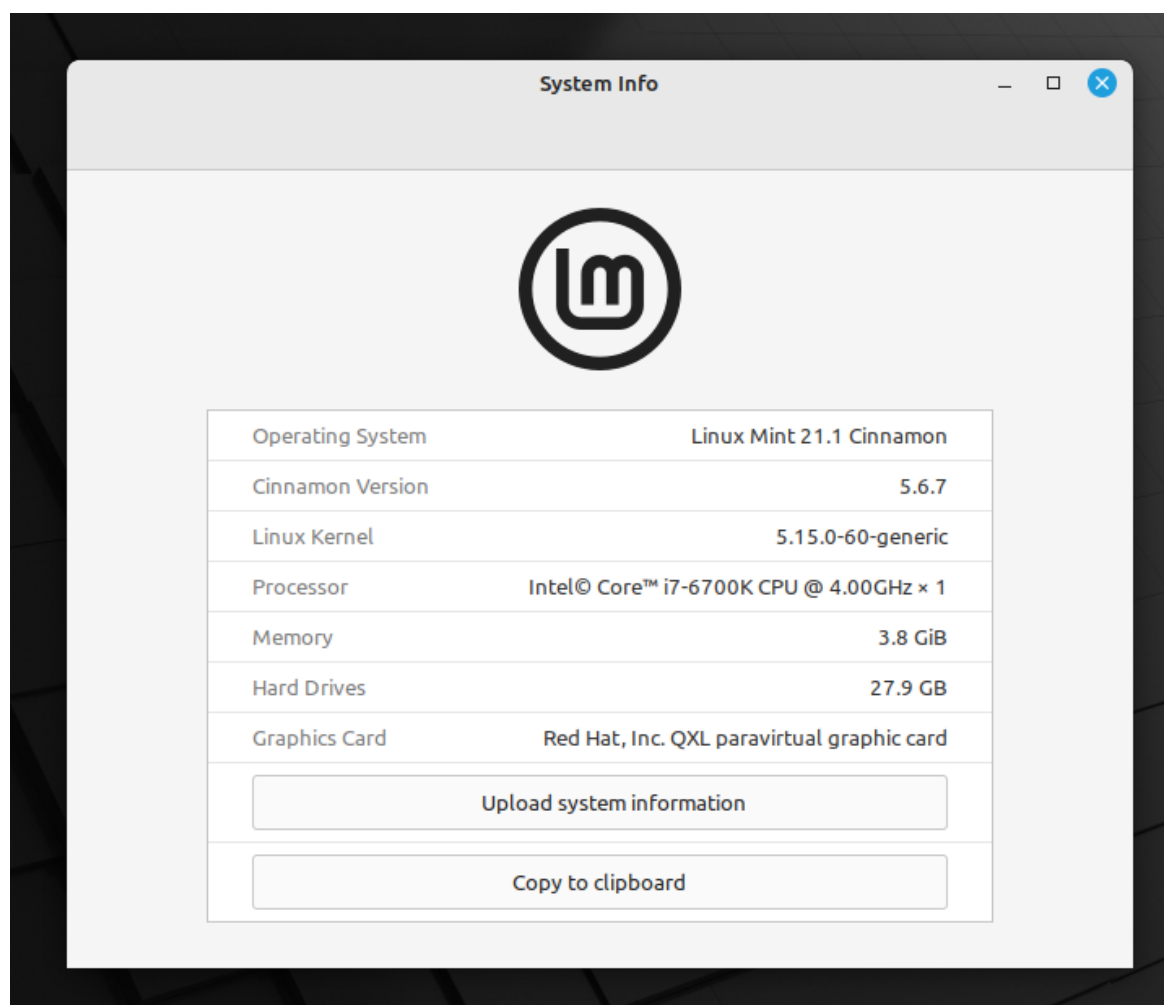 System Info
lm
Operating System Linux Mint 21.1 Cinnamon
Cinnamon Version 5.6.7
Linux Kernel 5.15.0-60-generic
Processor Intel© Core™ i7-6700K CPU @ 4.00GHz × 1
Memory 3.8 GiB
Hard Drives 27.9 GB
Graphics Card Red Hat, Inc. QXL paravirtual graphic card
Upload system information
Copy to clipboard